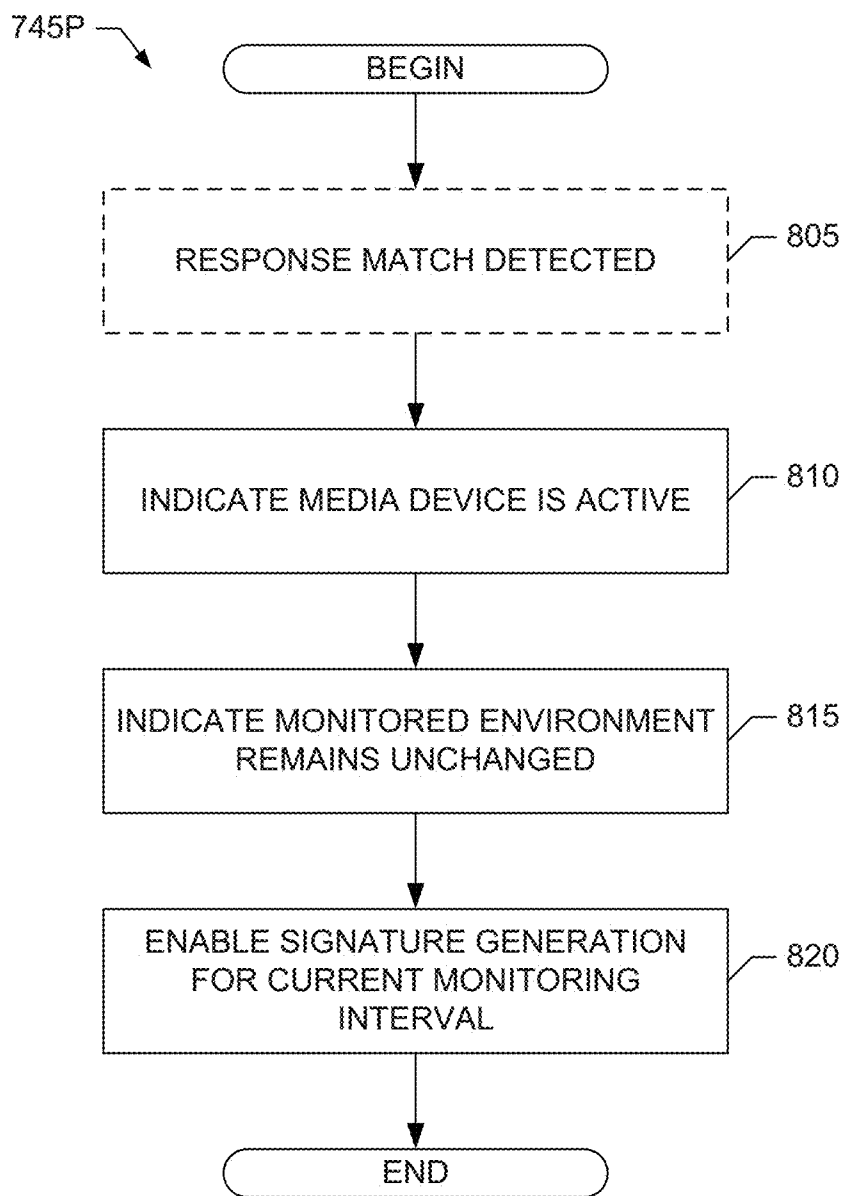 745P
BEGIN
RESPONSE MATCH DETECTED
805
INDICATE MEDIA DEVICE IS ACTIVE
810
INDICATE MONITORED ENVIRONMENT
REMAINS UNCHANGED
815
ENABLE SIGNATURE GENERATION
FOR CURRENT MONITORING
INTERVAL
820
END